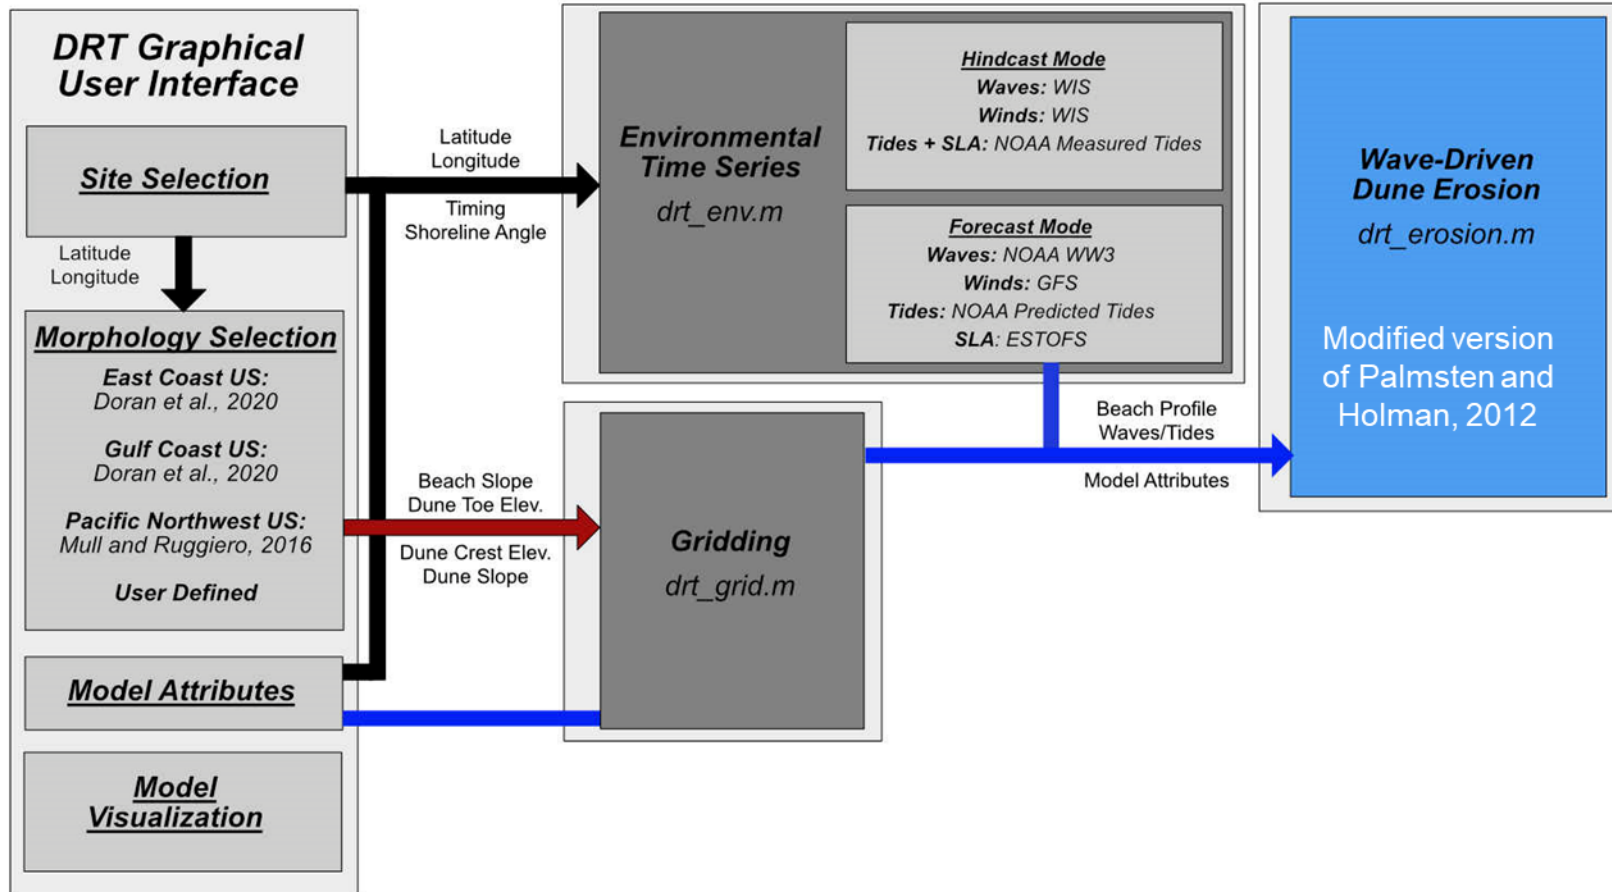 DRT Graphical
User Interface
Site Selection
Latitude
Longitude
Morphology Selection
East Coast US:
Doran et al., 2020
Gulf Coast US:
Doran et al., 2020
Pacific Northwest US:
Mull and Ruggiero, 2016
User Defined
Model Attributes
Model
Visualization
Latitude
Longitude
Timing
Shoreline Angle
Beach Slope
Dune Toe Elev.
Dune Crest Elev.
Dune Slope
Environmental
Time Series
drt_env.m
Hindcast Mode
Waves: WIS
Winds: WIS
Tides + SLA: NOAA Measured Tides
Forecast Mode
Waves: NOAA WW3
Winds: GFS
Tides: NOAA Predicted Tides
SLA: ESTOFS
Gridding
drt_grid.m
Beach Profile
Waves/Tides
Model Attributes
Wave-Driven
Dune Erosion
drt_erosion.m
Modified version
of Palmsten and
Holman, 2012